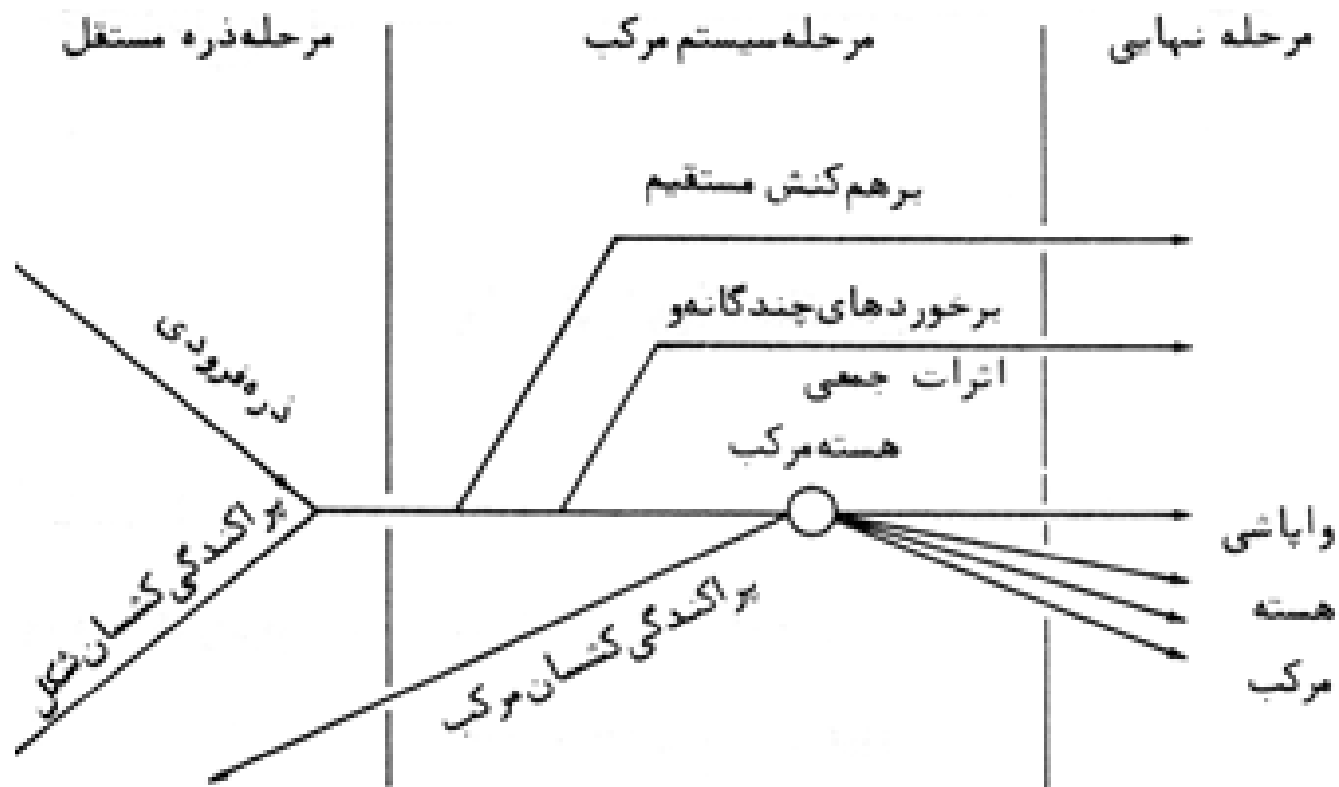 مرحله نهایی
مرحله سیستم مرکب
مرحله ذره مستقل
برهم کنش مستقیم
برخوردهای چندگانه و
اثرات جمعی
هسته مرکب
ذره فرودی
پراکندگی کشسان شکل
پراکندگی کشسان مرکب
واپاشی
هسته
مرکب